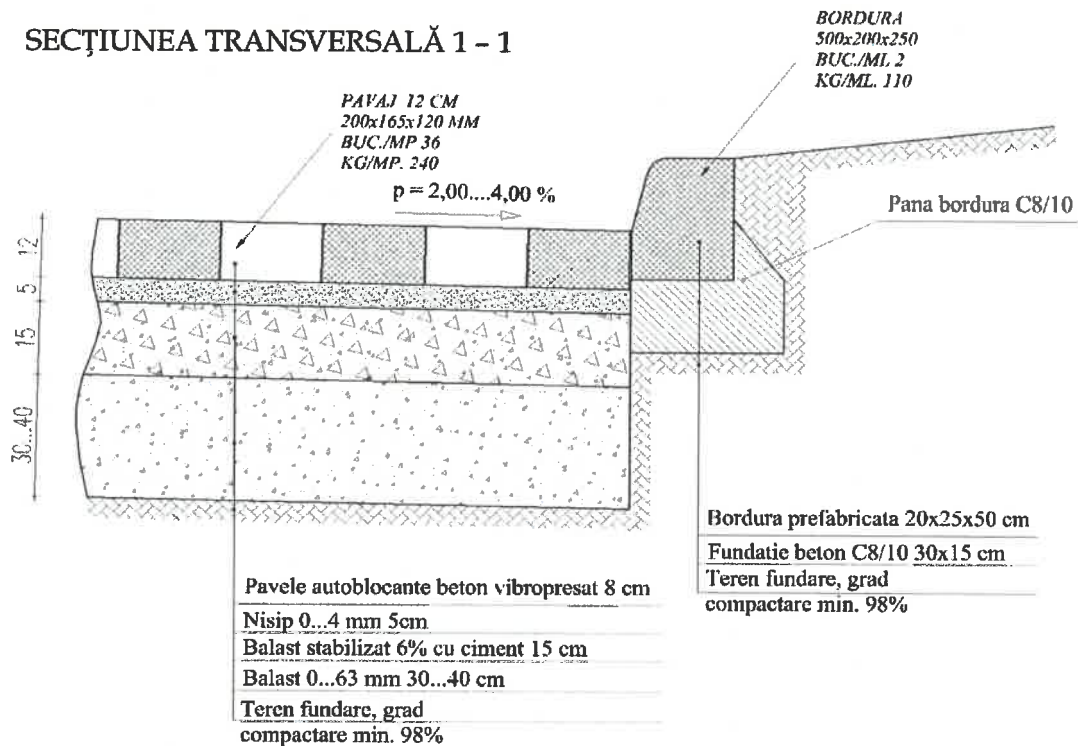 SECȚIUNEA TRANSVERSALĂ 1 – 1
BORDURA
500x200x250
BUC./ML 2
KG/ML. 110
PAVAJ 12 CM
200x165x120 MM
BUC./MP 36
KG/MP. 240
p = 2,00....4,00 %
Pana bordura C8/10
12
5
15
30...40
Bordura prefabricata 20x25x50 cm
Fundatie beton C8/10 30x15 cm
Teren fundare, grad
compactare min. 98%
Pavele autoblocante beton vibropresat 8 cm
Nisip 0...4 mm 5cm
Balast stabilizat 6% cu ciment 15 cm
Balast 0...63 mm 30...40 cm
Teren fundare, grad
compactare min. 98%